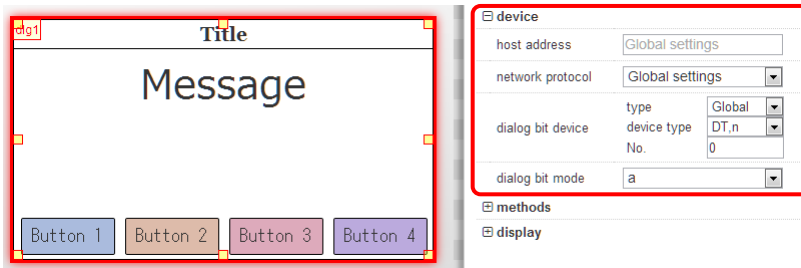 dlg1
Title
Message
Button 1 Button 2 Button 3 Button 4
device
host address Global settings
network protocol Global settings
type Global
dialog bit device device type DT,n
No. 0
dialog bit mode a
methods
display